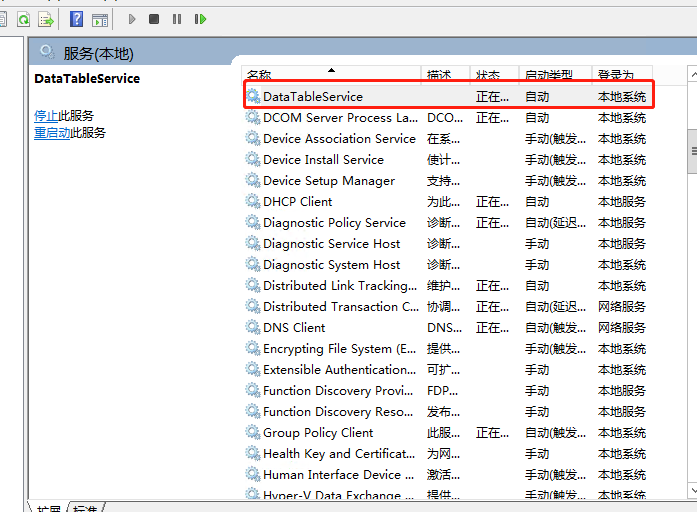 服务(本地)
DataTableService
停止此服务
重启动此服务
名称 描述 状态 启动类型 登录为
DataTableService 正在... 自动 本地系统
DCOM Server Process La... DCO... 正在... 自动 本地系统
Device Association Service 在系... 手动(触发... 本地系统
Device Install Service 使计... 手动(触发... 本地系统
Device Setup Manager 支持... 手动(触发... 本地系统
DHCP Client 为此... 正在... 自动 本地服务
Diagnostic Policy Service 诊断... 正在... 自动(延迟... 本地服务
Diagnostic Service Host 诊断... 手动 本地服务
Diagnostic System Host 诊断... 手动 本地系统
Distributed Link Tracking... 维护... 正在... 自动 本地系统
Distributed Transaction C... 协调... 正在... 自动(延迟... 网络服务
DNS Client DNS... 正在... 自动(触发... 网络服务
Encrypting File System (E... 提供... 手动(触发... 本地系统
Extensible Authentication... 可扩... 手动 本地系统
Function Discovery Provi... FDP... 手动 本地服务
Function Discovery Reso... 发布... 手动 本地服务
Group Policy Client 此服... 正在... 自动(触发... 本地系统
Health Key and Certificat... 为网... 手动 本地系统
Human Interface Device ... 激活... 手动(触发... 本地系统
Hyper-V Data Exchange ... 提供... 手动(触发... 本地系统
扩展 标准